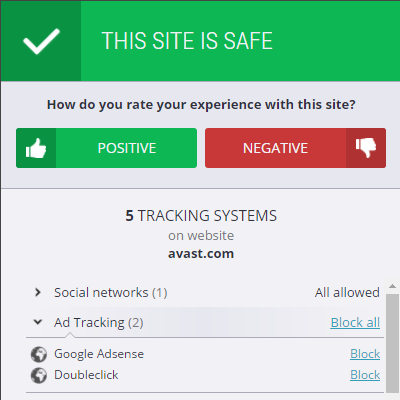 THIS SITE IS SAFE
How do you rate your experience with this site?
POSITIVE NEGATIVE
5 TRACKING SYSTEMS
on website
avast.com
Social networks (1) All allowed
Ad Tracking (2) Block all
Google Adsense Block
Doubleclick Block